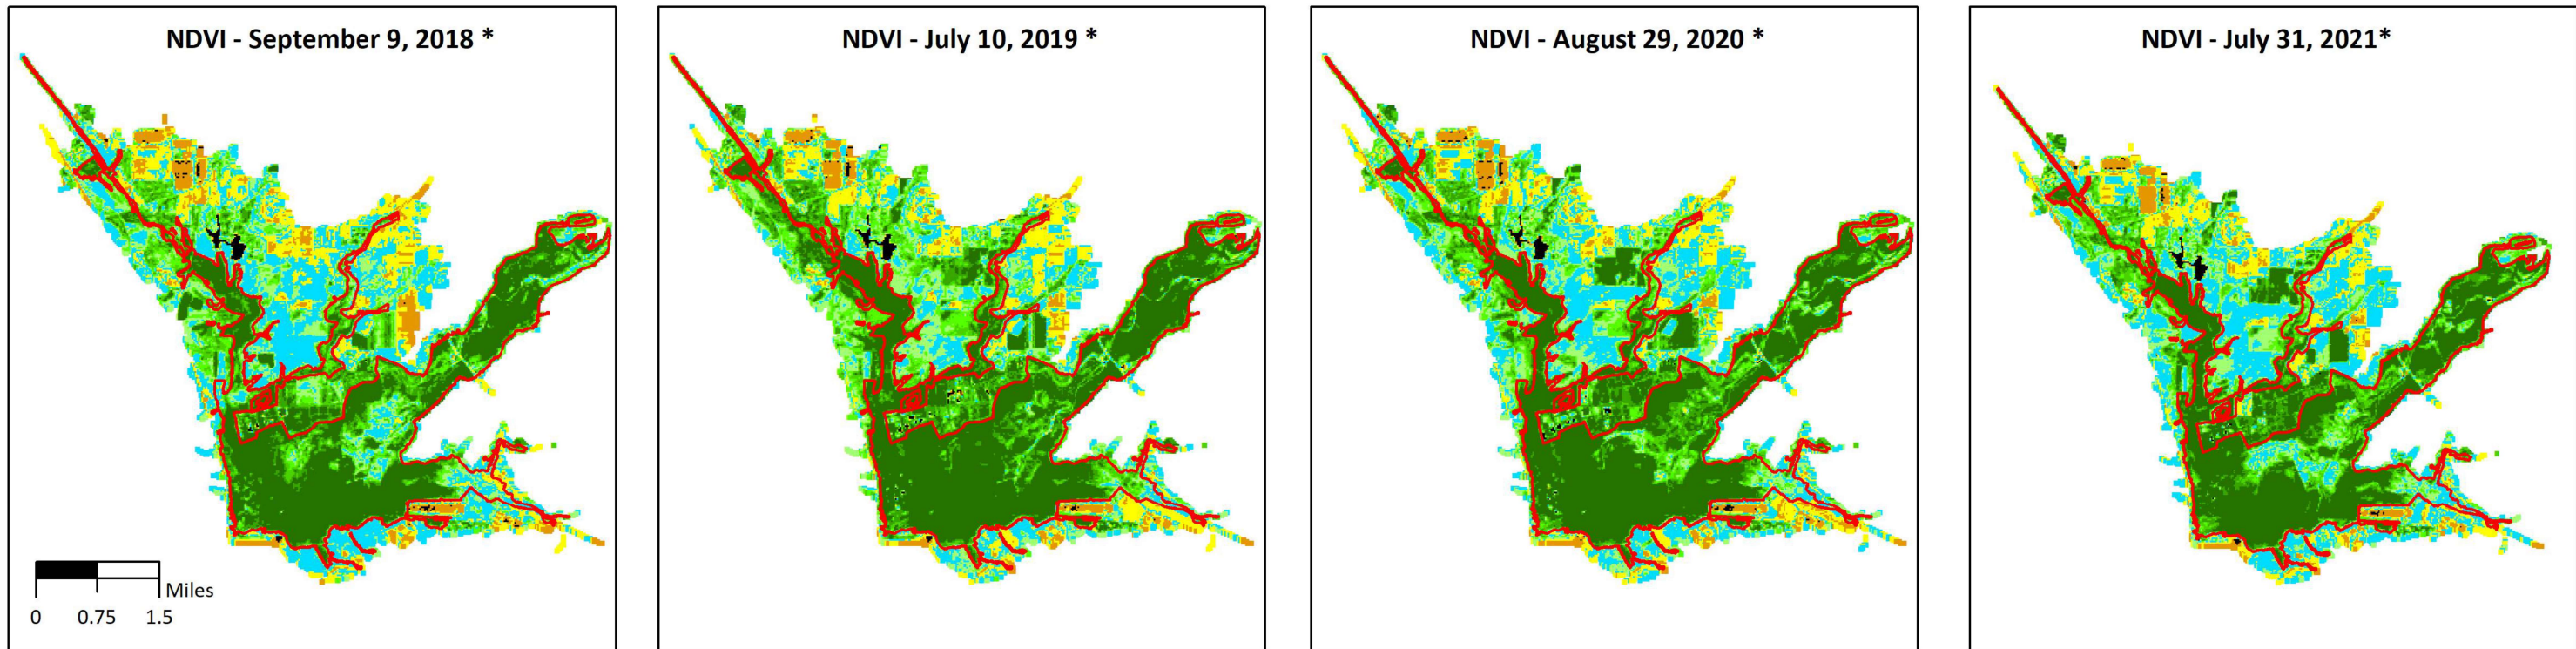 NDVI - September 9, 2018 *
NDVI - July 10, 2019 *
NDVI - August 29, 2020 *
NDVI - July 31, 2021*
Miles
0 0.75 1.5